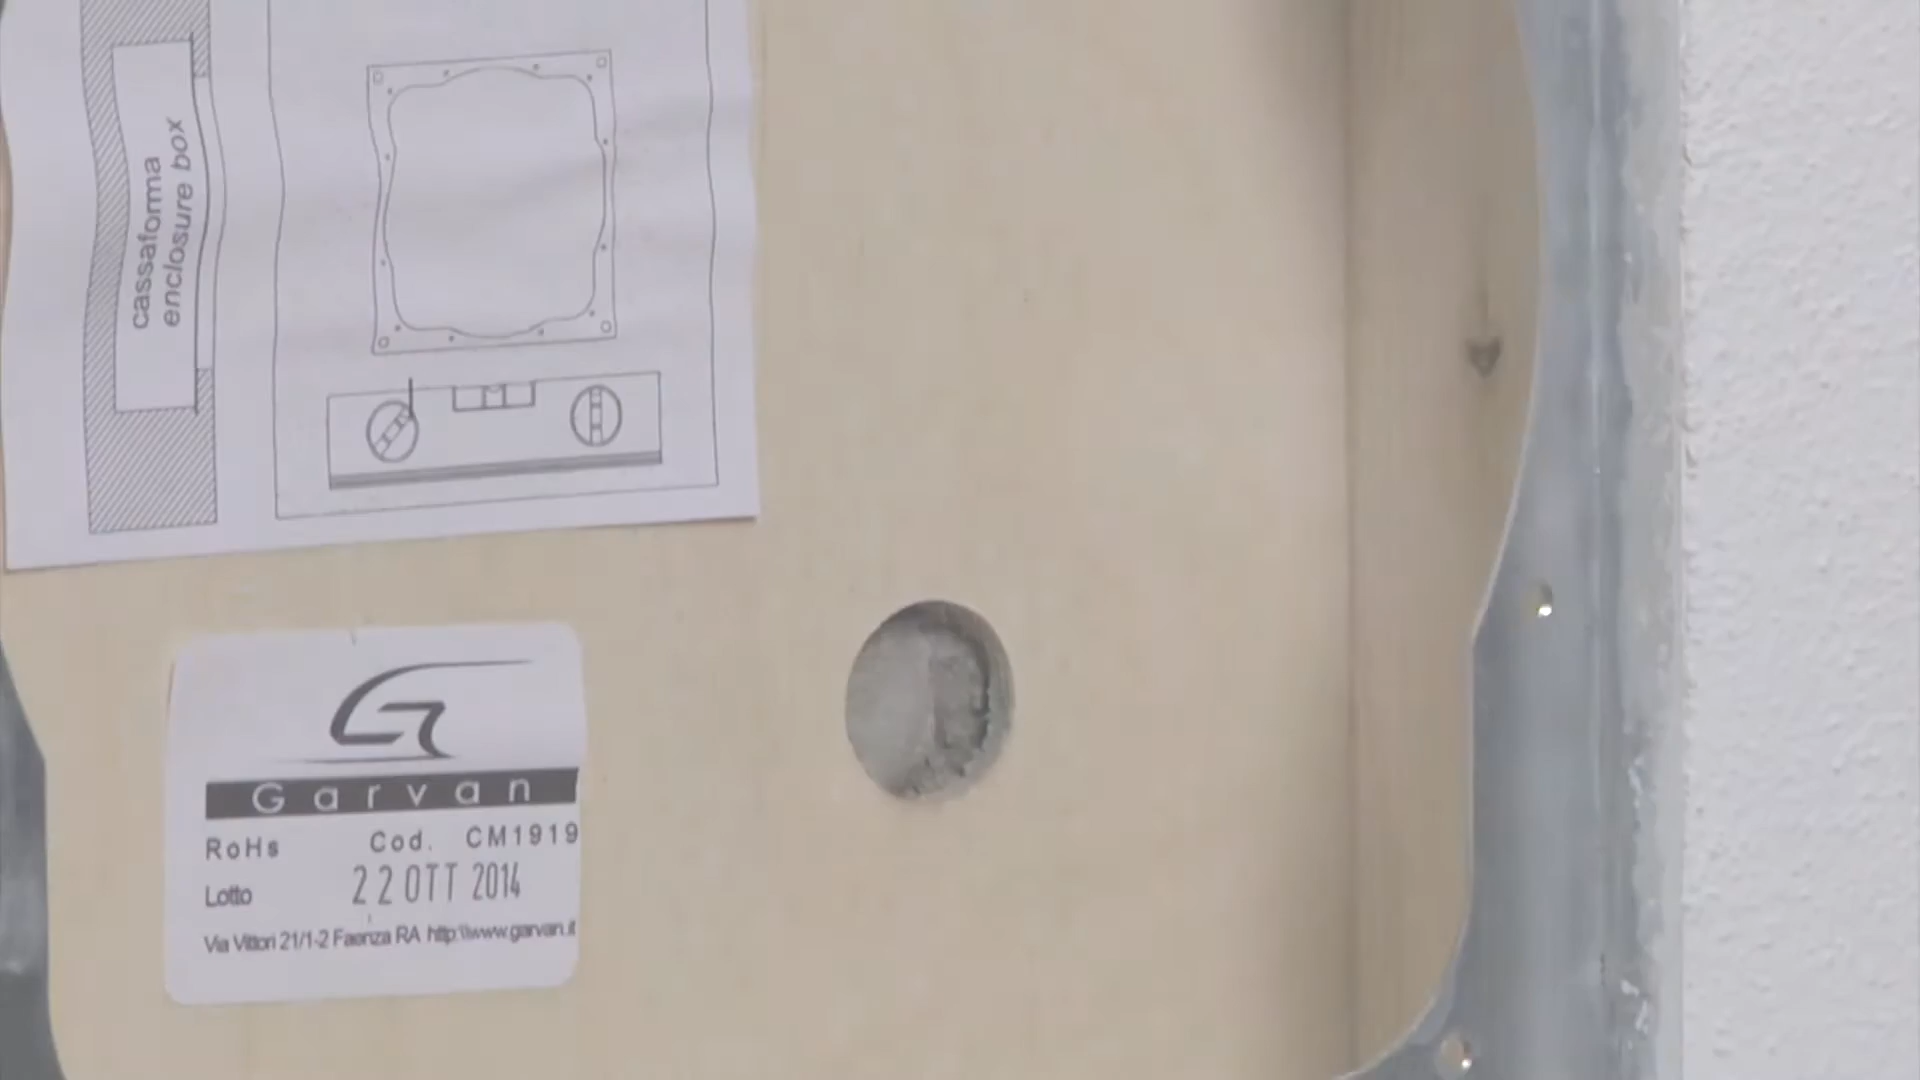 cassaforma
enclosure box
Garvan
RoHs Cod. CM1919
Lotto 22 OTT 2014
Via Vittori 21/1-2 Faenza RA http:\\www.garvan.it